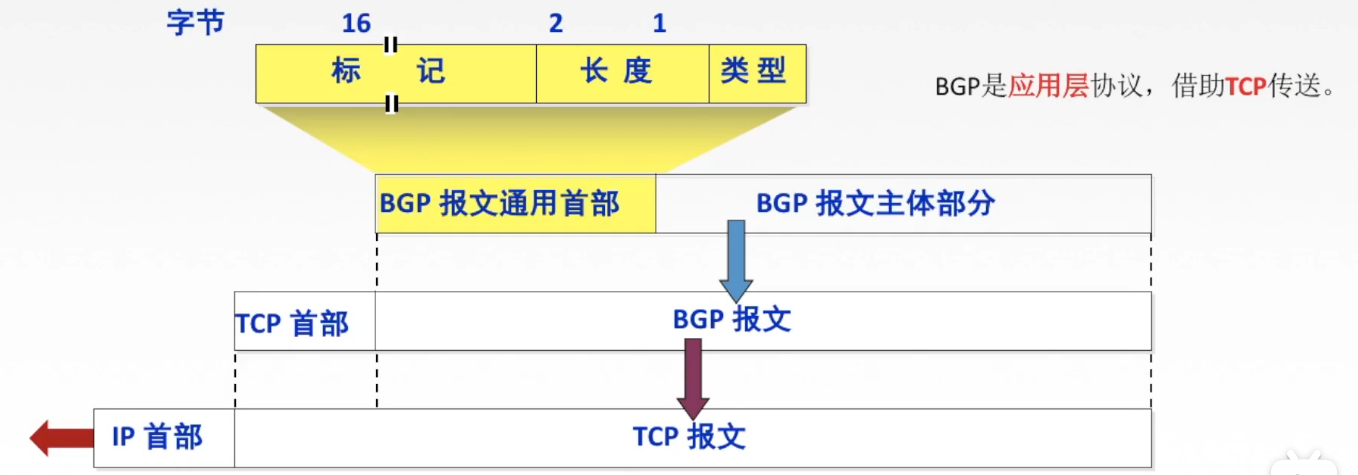 字节 16 2 1
标 记 长 度 类 型
BGP是应用层协议，借助TCP传送。
BGP 报文通用首部 BGP 报文主体部分
TCP 首部 BGP 报文
IP 首部 TCP 报文